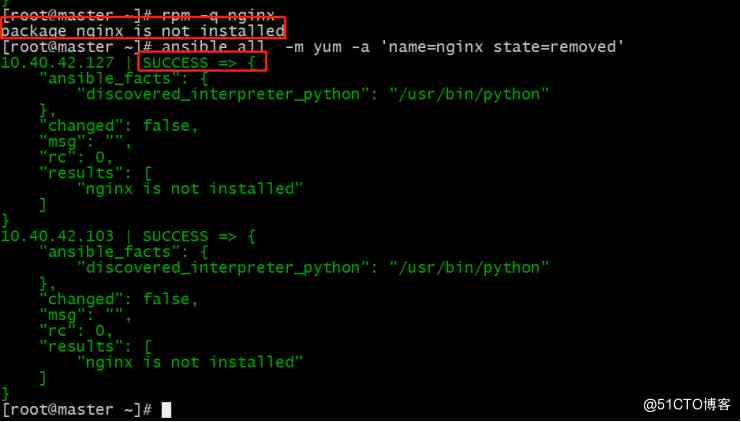 }
[root@master ~]# rpm -q nginx
package nginx is not installed
[root@master ~]# ansible all  -m yum -a 'name=nginx state=removed'
10.40.42.127 | SUCCESS => {
    "ansible_facts": {
        "discovered_interpreter_python": "/usr/bin/python"
    },
    "changed": false,
    "msg": "",
    "rc": 0,
    "results": [
        "nginx is not installed"
    ]
}
10.40.42.103 | SUCCESS => {
    "ansible_facts": {
        "discovered_interpreter_python": "/usr/bin/python"
    },
    "changed": false,
    "msg": "",
    "rc": 0,
    "results": [
        "nginx is not installed"
    ]
}
[root@master ~]#
@51CTO博客